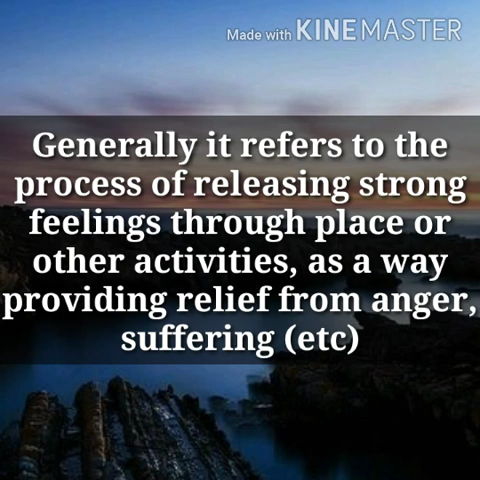 Made with KINEMASTER
Generally it refers to the
process of releasing strong
feelings through place or
other activities, as a way
providing relief from anger,
suffering (etc)